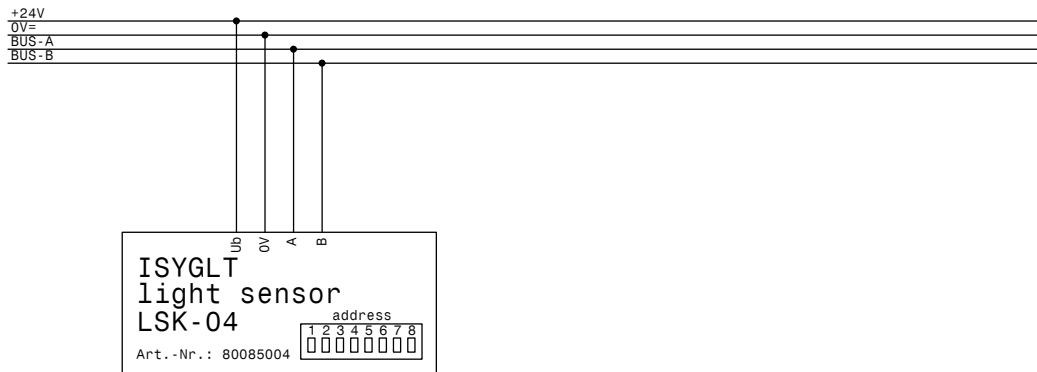 +24V
0V=
BUS-A
BUS-B
Ub 0V A B
ISYGLT
light sensor
LSK-04
address
1 2 3 4 5 6 7 8
Art.-Nr.: 80085004